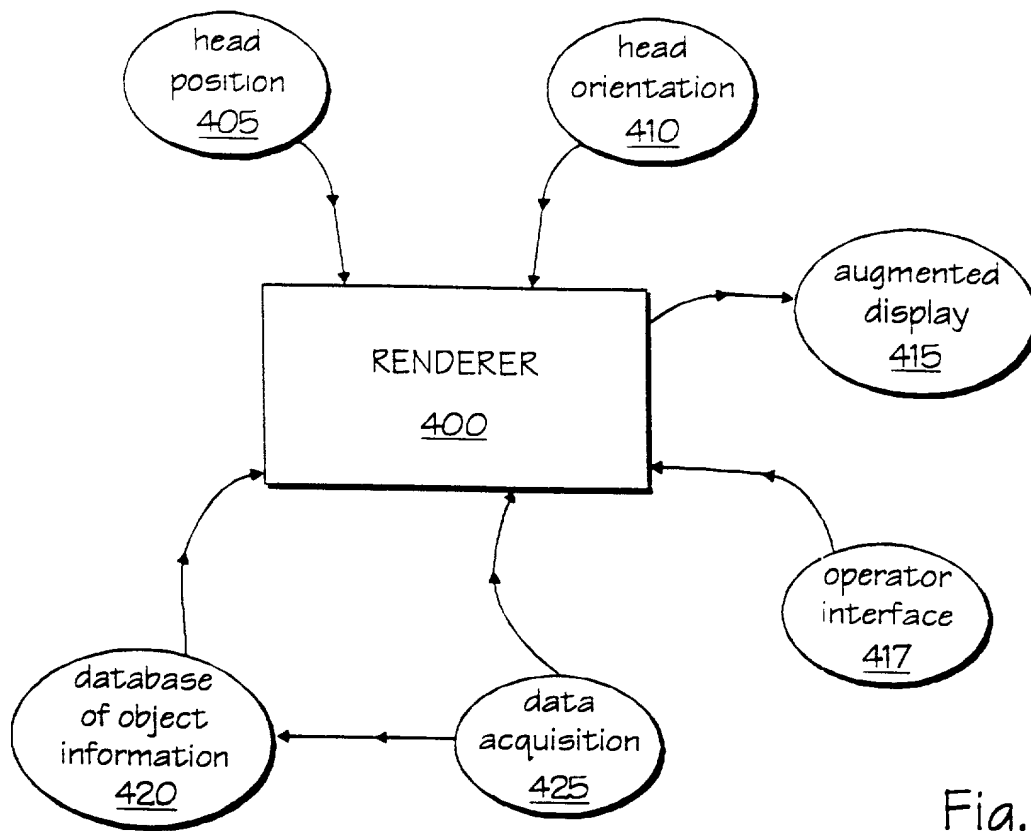 head
position
405
head
orientation
410
augmented
display
415
RENDERER
400
operator
interface
417
database
of object
information
420
data
acquisition
425
Fig.